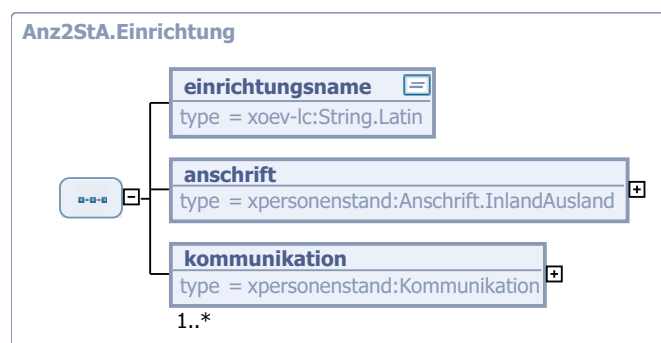 Anz2StA.Einrichtung
einrichtungsname
type = xoev-lc:String.Latin
anschrift
type = xpersonenstand:Anschrift.InlandAusland
kommunikation
type = xpersonenstand:Kommunikation
1..*